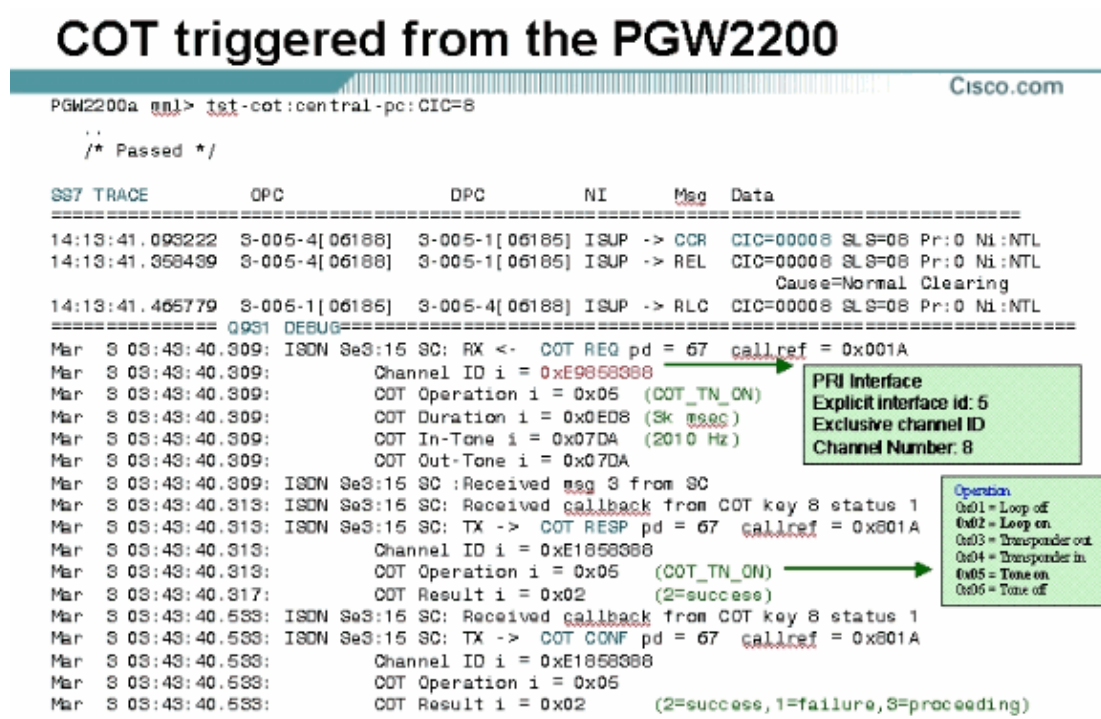 COT triggered from the PGW2200
Cisco.com
PGW2200a mml> tst-cot:central-pc:CIC=8
..
/* Passed */
SS7 TRACE OPC DPC NI Msg Data
14:13:41.093222 3-005-4[06188] 3-005-1[06185] ISUP -> CCR CIC=00008 SLS=08 Pr:0 Ni:NTL
14:13:41.358439 3-005-4[06188] 3-005-1[06185] ISUP -> REL CIC=00008 SLS=08 Pr:0 Ni:NTL
Cause=Normal Clearing
14:13:41.465779 3-005-1[06185] 3-005-4[06188] ISUP -> RLC CIC=00008 SLS=08 Pr:0 Ni:NTL
=============== Q931 DEBUG===============
Mar 3 03:43:40.309: ISDN Se3:15 SC: RX <- COT REQ pd = 67 callref = 0x001A
Mar 3 03:43:40.309: Channel ID i = 0xE9858388
Mar 3 03:43:40.309: COT Operation i = 0x05 (COT_TN_ON)
Mar 3 03:43:40.309: COT Duration i = 0x0ED8 (3k msec)
Mar 3 03:43:40.309: COT In-Tone i = 0x07DA (2010 Hz)
Mar 3 03:43:40.309: COT Out-Tone i = 0x07DA
Mar 3 03:43:40.309: ISDN Se3:15 SC :Received msg 3 from SC
Mar 3 03:43:40.313: ISDN Se3:15 SC: Received callback from COT key 8 status 1
Mar 3 03:43:40.313: ISDN Se3:15 SC: TX -> COT RESP pd = 67 callref = 0x801A
Mar 3 03:43:40.313: Channel ID i = 0xE1858388
Mar 3 03:43:40.313: COT Operation i = 0x05 (COT_TN_ON)
Mar 3 03:43:40.317: COT Result i = 0x02 (2=success)
Mar 3 03:43:40.533: ISDN Se3:15 SC: Received callback from COT key 8 status 1
Mar 3 03:43:40.533: ISDN Se3:15 SC: TX -> COT CONF pd = 67 callref = 0x801A
Mar 3 03:43:40.533: Channel ID i = 0xE1858388
Mar 3 03:43:40.533: COT Operation i = 0x05
Mar 3 03:43:40.533: COT Result i = 0x02 (2=success,1=failure,3=proceeding)
PRI Interface
Explicit interface id: 5
Exclusive channel ID
Channel Number: 8
Operation
0x01 = Loop off
0x02 = Loop on
0x03 = Transponder out
0x04 = Transponder in
0x05 = Tone on
0x06 = Tone off